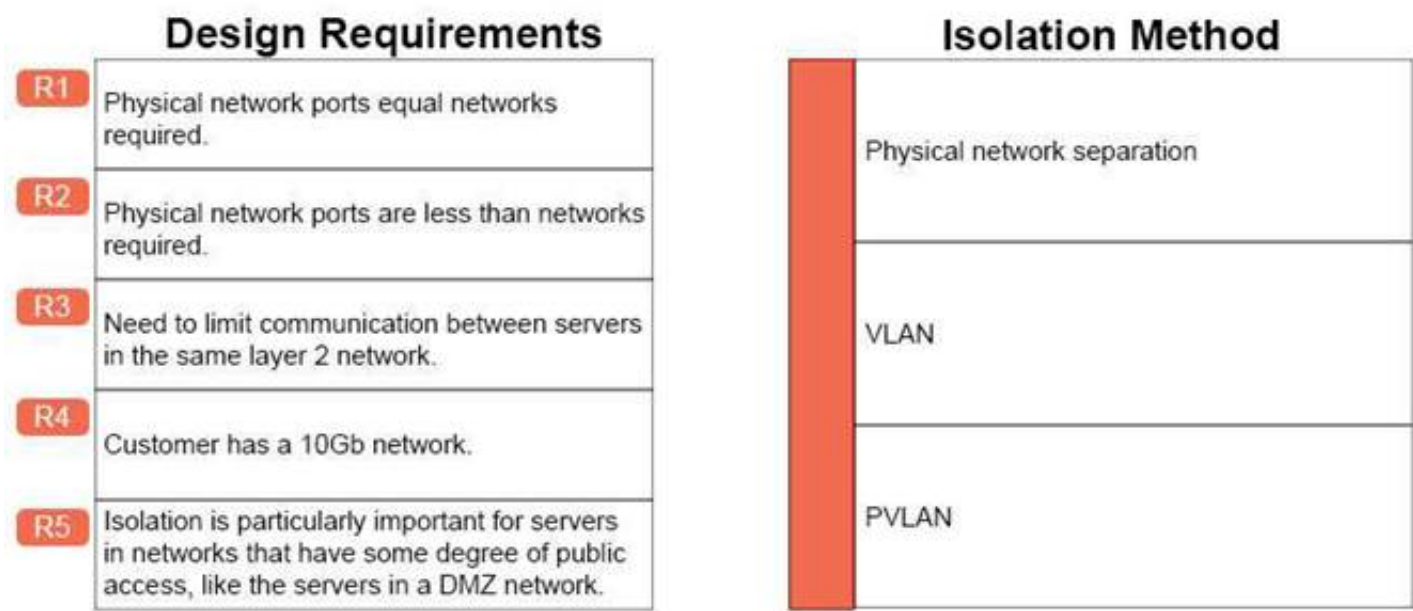 Design Requirements
R1
Physical network ports equal networks
required.
R2
Physical network ports are less than networks
required.
R3
Need to limit communication between servers
in the same layer 2 network.
R4
Customer has a 10Gb network.
R5
Isolation is particularly important for servers
in networks that have some degree of public
access, like the servers in a DMZ network.
Isolation Method
Physical network separation
VLAN
PVLAN